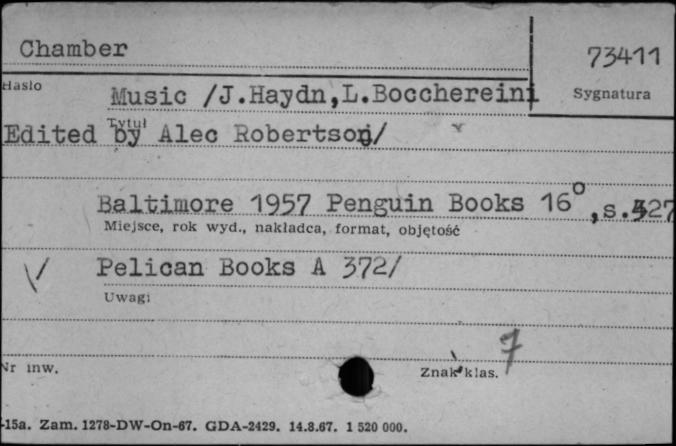 Chamber
73411
Hasło
Music /J.Haydn,L.Bocchereini
Sygnatura
Tytuł
Edited by Alec Robertson/
Baltimore 1957 Penguin Books 16°,s.427
Miejsce, rok wyd., nakładca, format, objętość
/ Pelican Books A 372/
Uwagi
7
Nr inw.
Znak klas.
-15a. Zam. 1278-DW-On-67. GDA-2429. 14.8.67. 1 520 000.